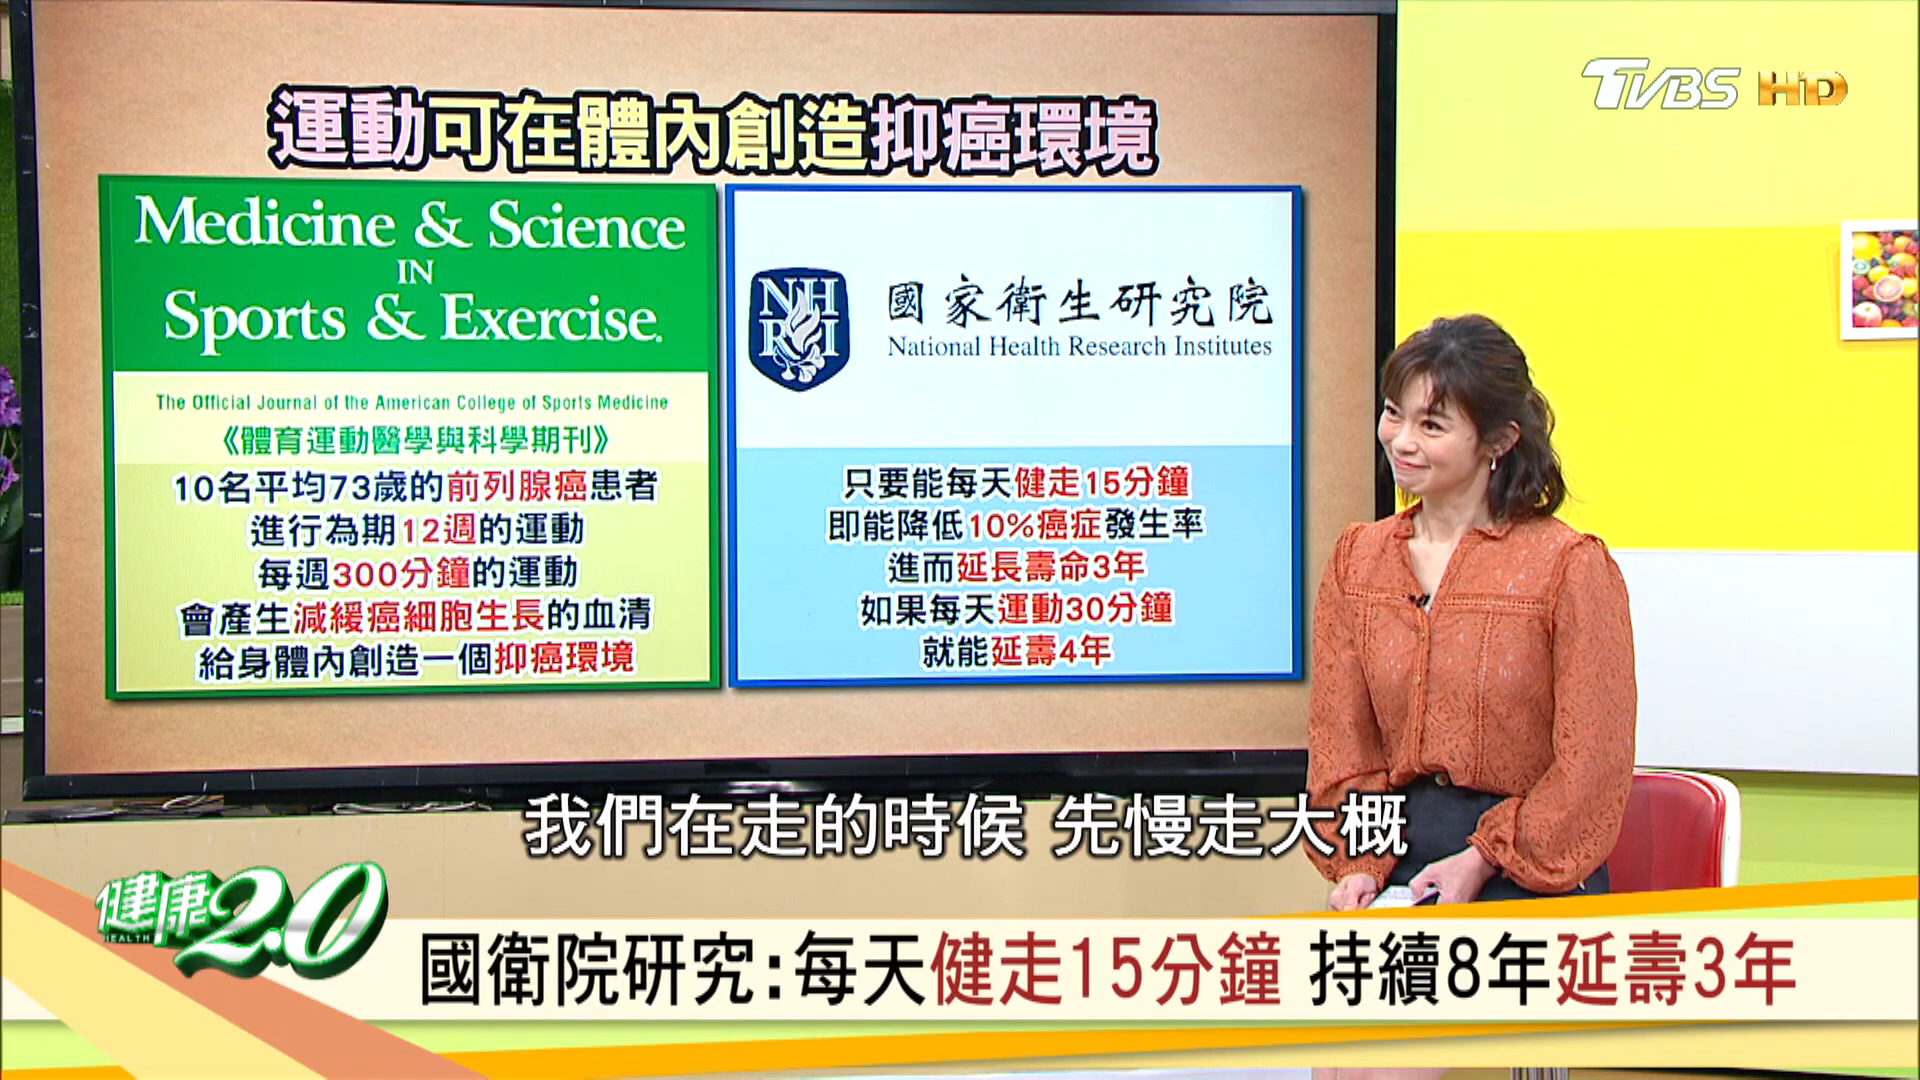 TVBS HD
運動可在體內創造抑癌環境
Medicine & Science
IN
Sports & Exercise.
The Official Journal of the American College of Sports Medicine
《體育運動醫學與科學期刊》
10名平均73歲的前列腺癌患者
進行為期12週的運動
每週300分鐘的運動
會產生減緩癌細胞生長的血清
給身體內創造一個抑癌環境
NH
RI
國家衛生研究院
National Health Research Institutes
只要能每天健走15分鐘
即能降低10%癌症發生率
進而延長壽命3年
如果每天運動30分鐘
就能延壽4年
我們在走的時候 先慢走大概
健康2.0
HEALTH
國衛院研究:每天健走15分鐘 持續8年延壽3年